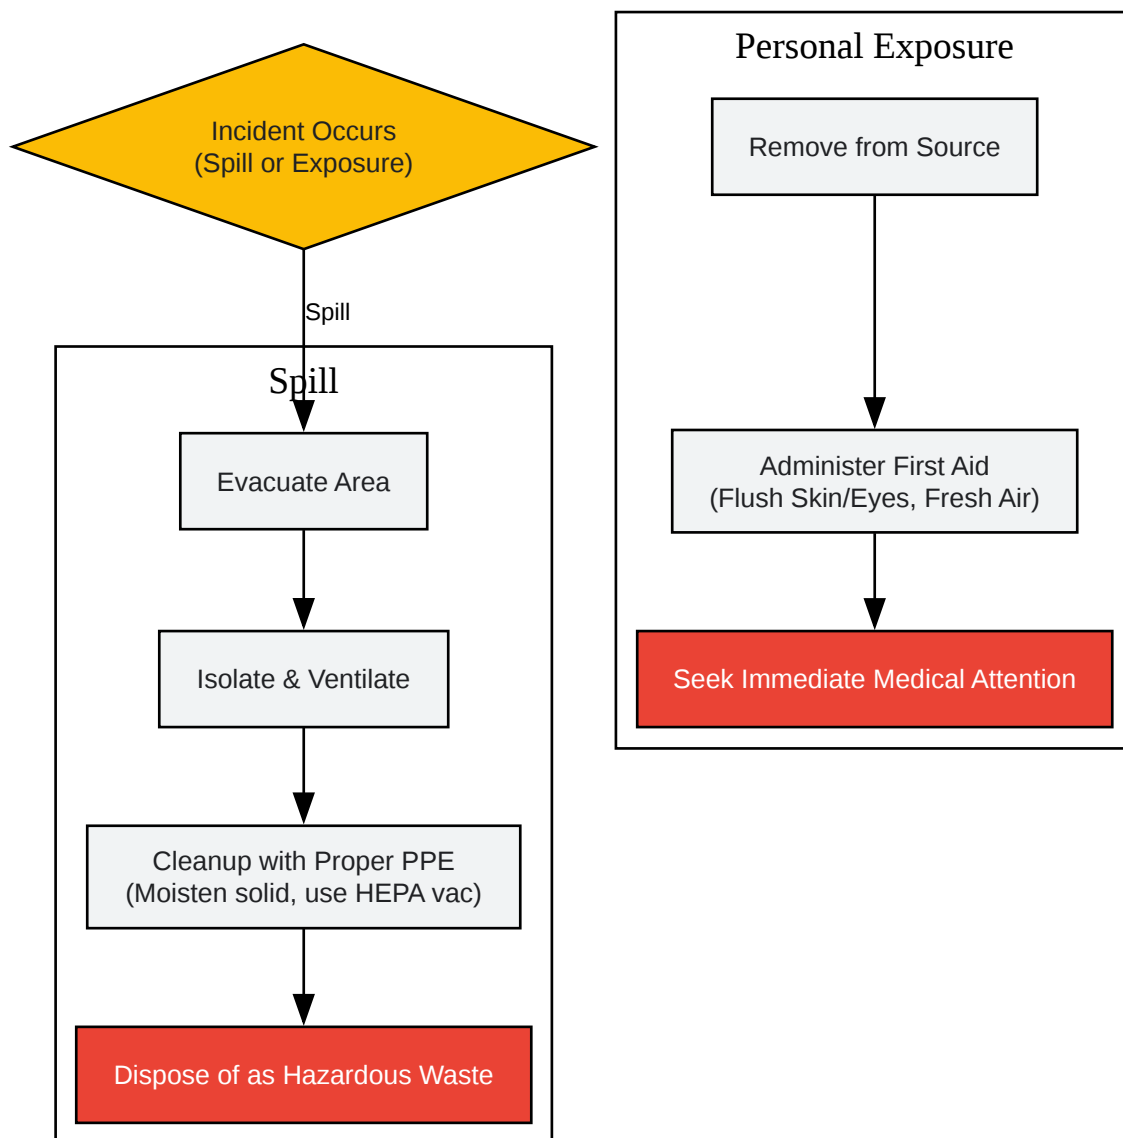 Incident Occurs
(Spill or Exposure)
Spill
Spill
Evacuate Area
Isolate & Ventilate
Cleanup with Proper PPE
(Moisten solid, use HEPA vac)
Dispose of as Hazardous Waste
Personal Exposure
Remove from Source
Administer First Aid
(Flush Skin/Eyes, Fresh Air)
Seek Immediate Medical Attention